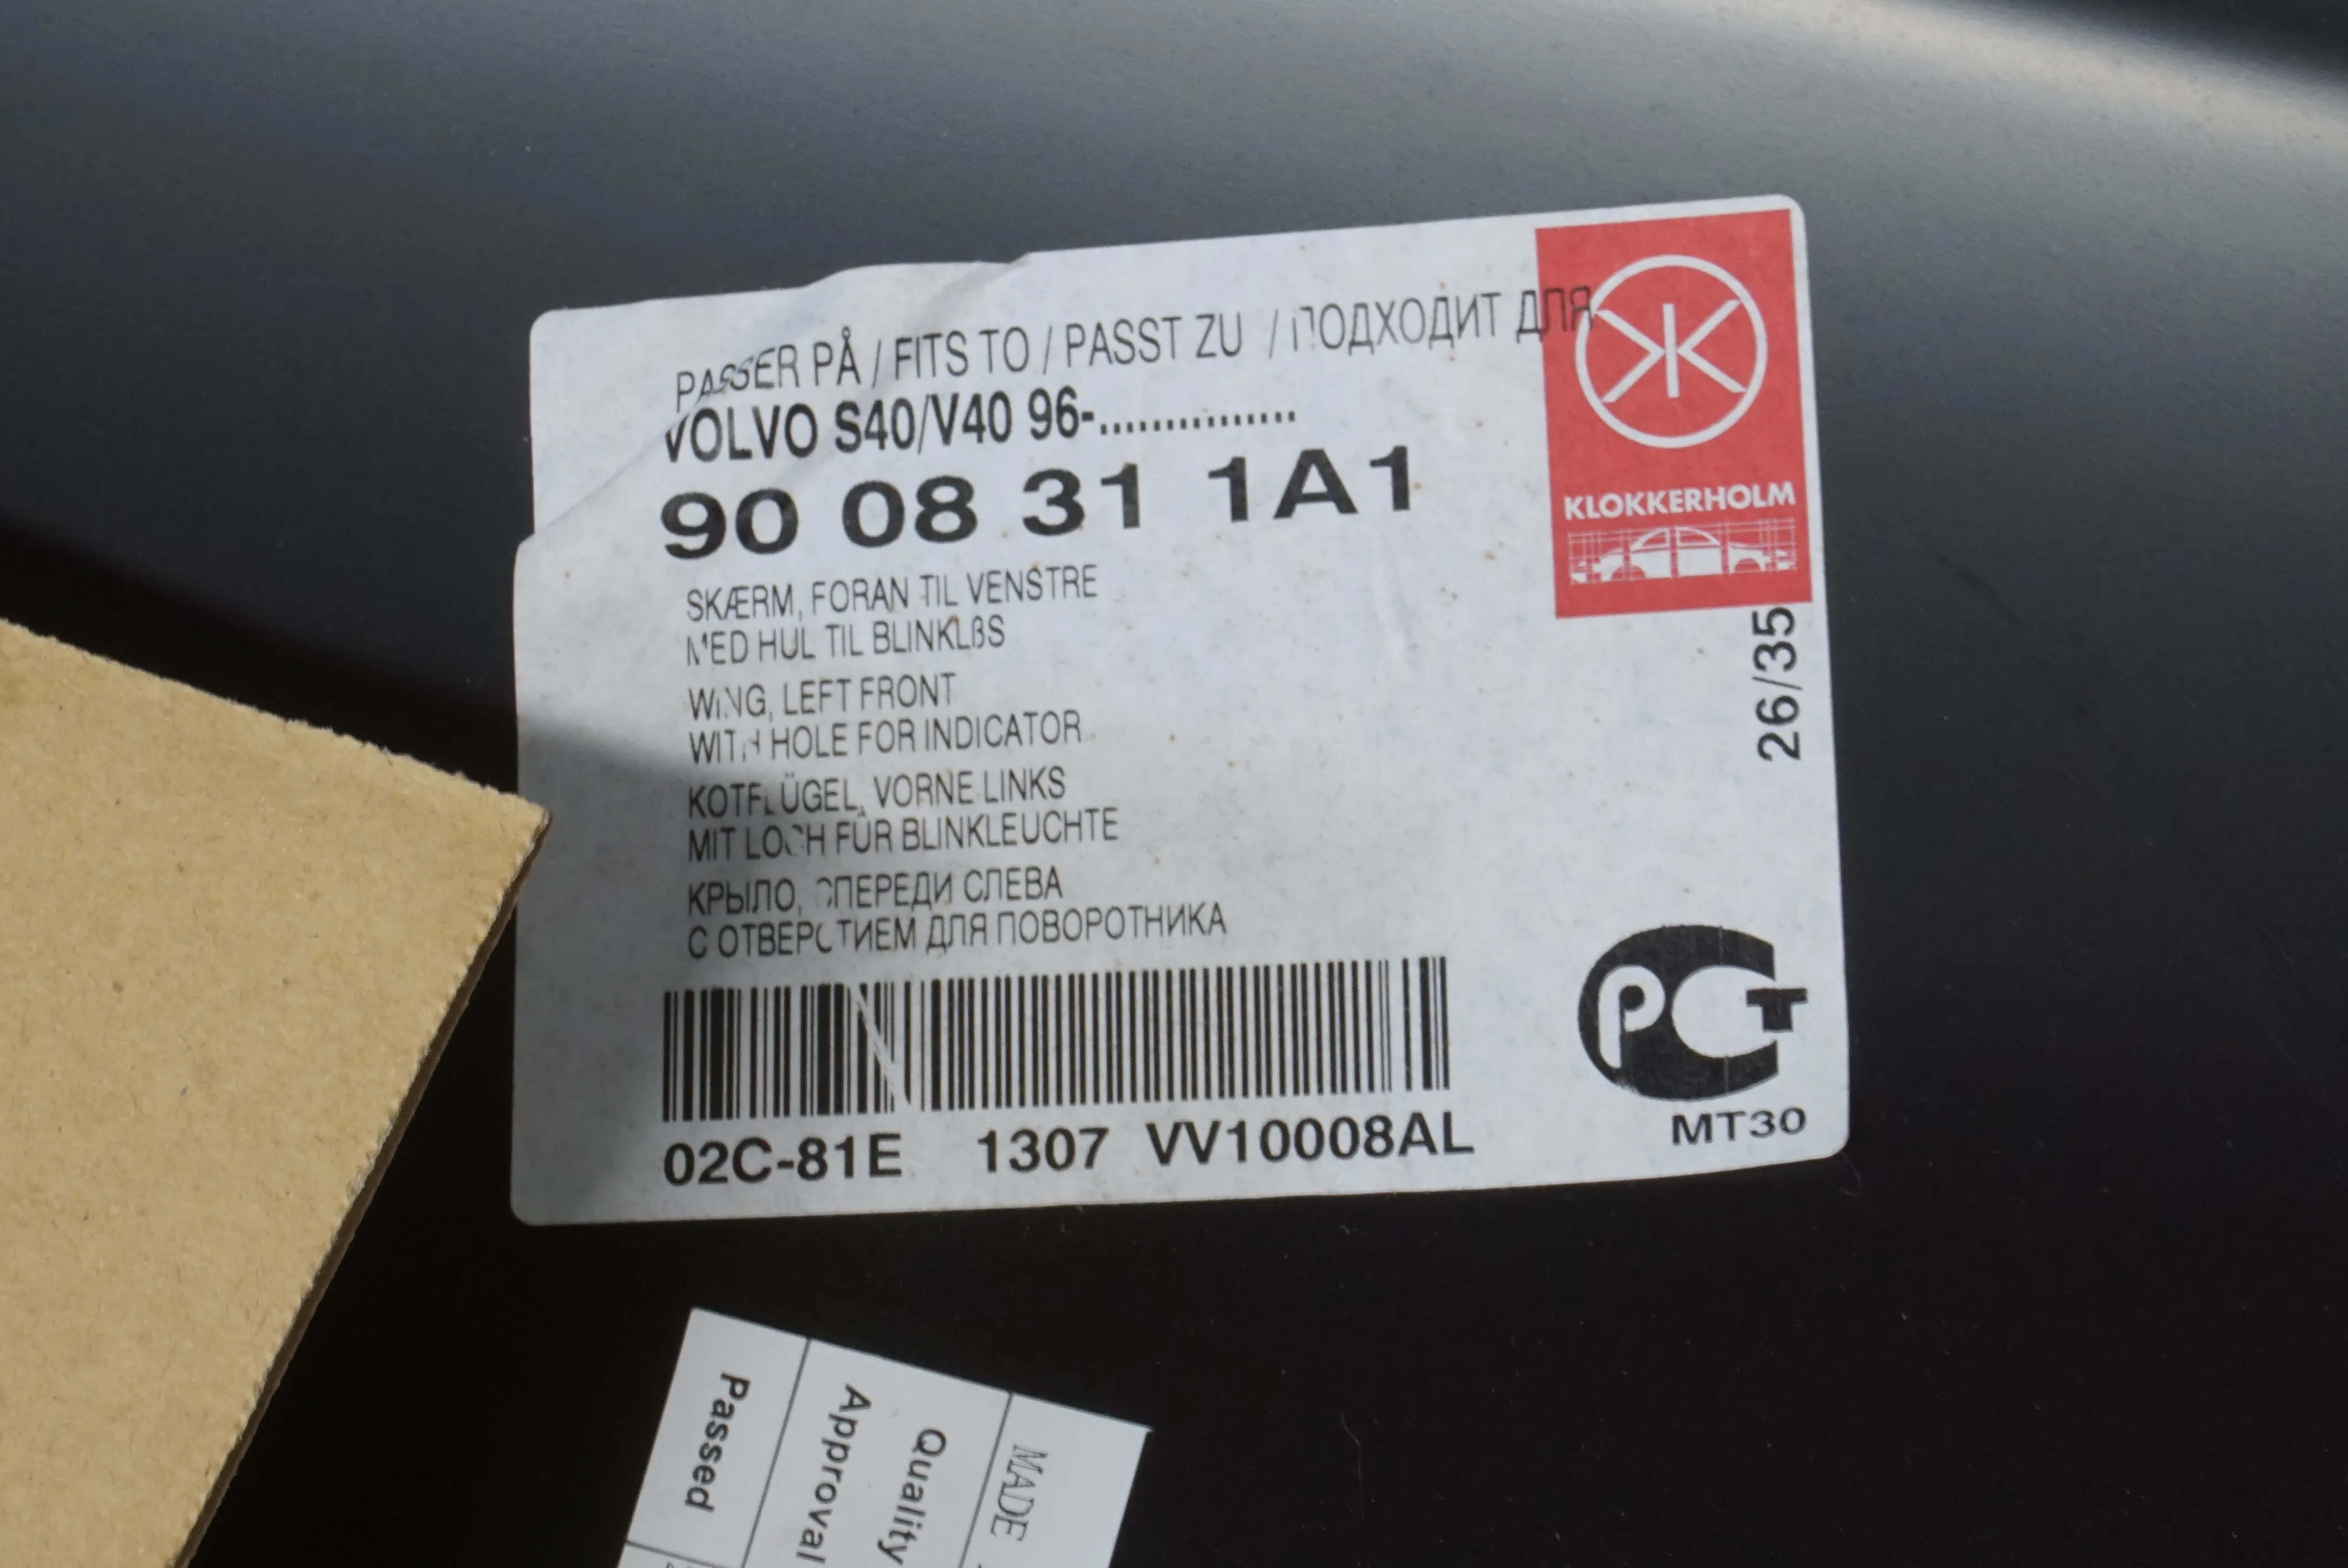 PASSER PÅ / FITS TO / PASST ZU / ПОДХОДИТ ДЛЯ
VOLVO S40/V40 96-...............
90 08 31 1A1
KLOKKERHOLM
SKÆRM, FORAN TIL VENSTRE
MED HUL TIL BLINKLßS
WING, LEFT FRONT
WITH HOLE FOR INDICATOR
KOTFLÜGEL, VORNE LINKS
MIT LOCH FÜR BLINKLEUCHTE
КРЫЛО, СПЕРЕДИ СЛЕВА
С ОТВЕРСТИЕМ ДЛЯ ПОВОРОТНИКА
26/35
РСТ
MT30
02C-81E 1307 VV10008AL
MADE
Quality
Approval
Passed